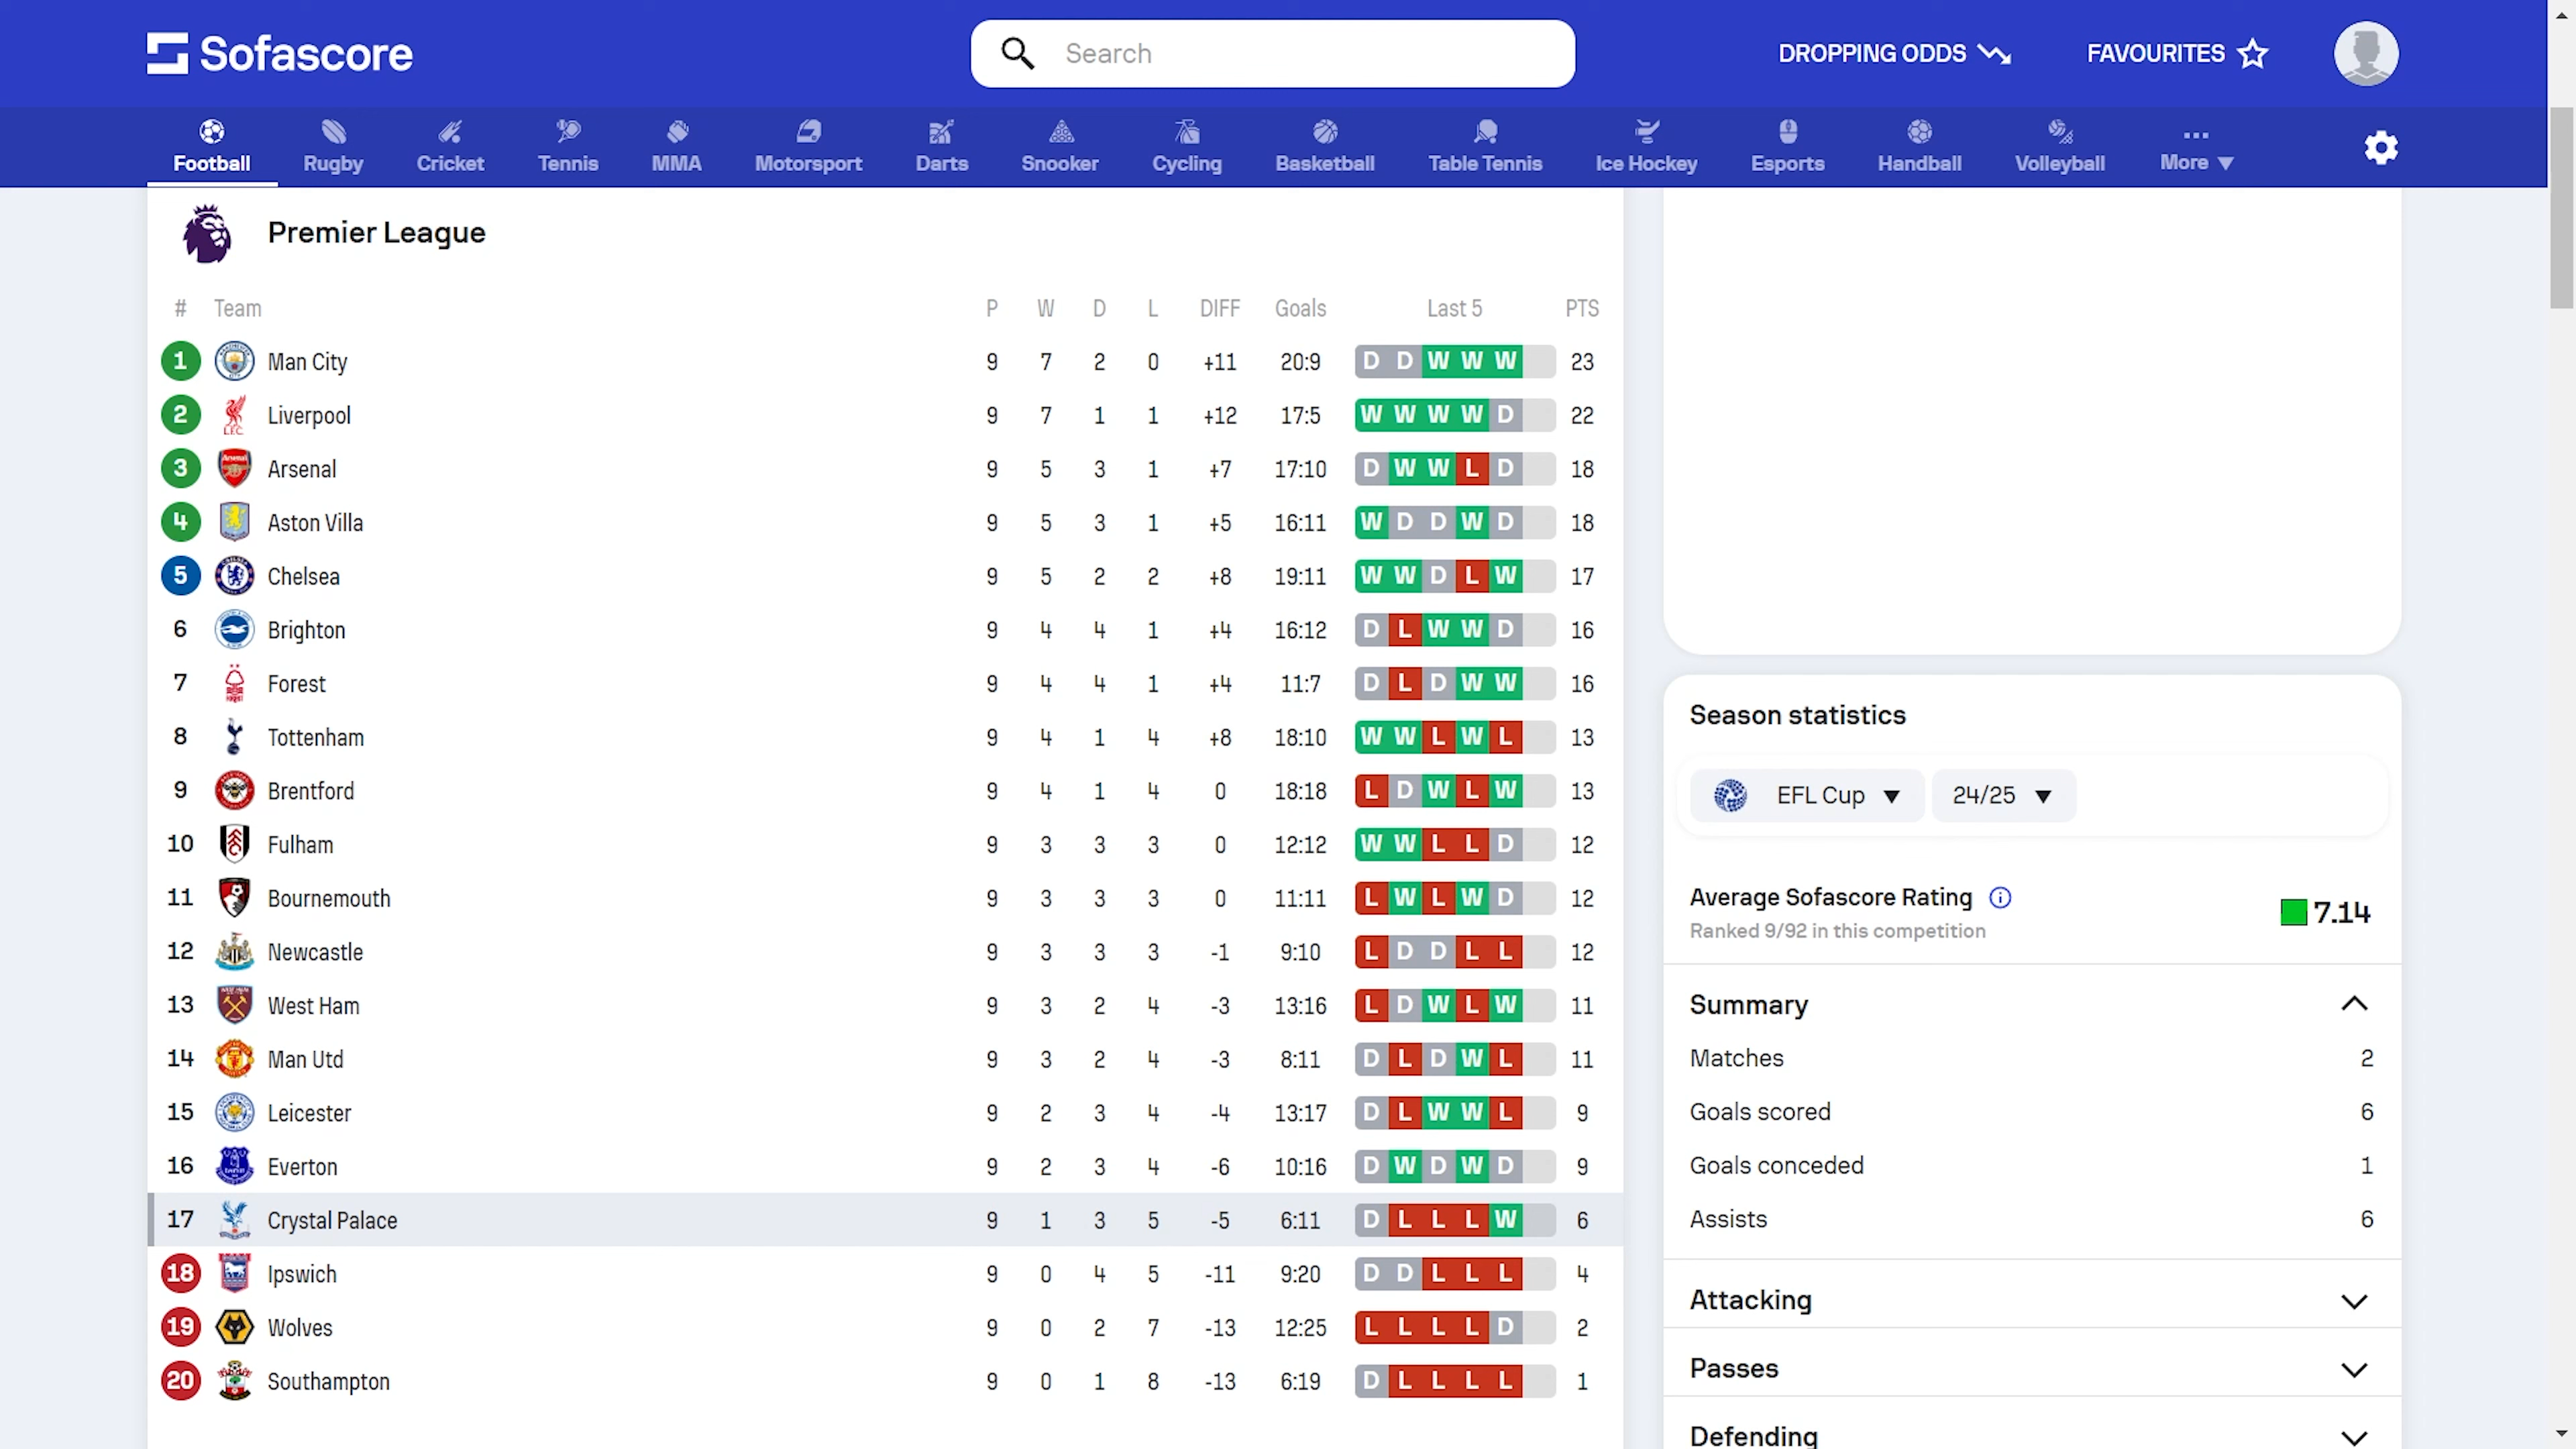 Sofascore
Search
DROPPING ODDS
FAVOURITES
Football Rugby Cricket Tennis MMA Motorsport Darts Snooker Cycling Basketball Table Tennis Ice Hockey Esports Handball Volleyball More
Premier League
# Team P W D L DIFF Goals Last 5 PTS
1 Man City 9 7 2 0 +11 20:9 D D W W W 23
2 Liverpool 9 7 1 1 +12 17:5 W W W W D 22
3 Arsenal 9 5 3 1 +7 17:10 D W W L D 18
4 Aston Villa 9 5 3 1 +5 16:11 W D D W D 18
5 Chelsea 9 5 2 2 +8 19:11 W W D L W 17
6 Brighton 9 4 4 1 +4 16:12 D L W W D 16
7 Forest 9 4 4 1 +4 11:7 D L D W W 16
8 Tottenham 9 4 1 4 +8 18:10 W W L W L 13
9 Brentford 9 4 1 4 0 18:18 L D W L W 13
10 Fulham 9 3 3 3 0 12:12 W W L L D 12
11 Bournemouth 9 3 3 3 0 11:11 L W L W D 12
12 Newcastle 9 3 3 3 -1 9:10 L D D L L 12
13 West Ham 9 3 2 4 -3 13:16 L D W L W 11
14 Man Utd 9 3 2 4 -3 8:11 D L D W L 11
15 Leicester 9 2 3 4 -4 13:17 D L W W L 9
16 Everton 9 2 3 4 -6 10:16 D W D W D 9
17 Crystal Palace 9 1 3 5 -5 6:11 D L L L W 6
18 Ipswich 9 0 4 5 -11 9:20 D D L L L 4
19 Wolves 9 0 2 7 -13 12:25 L L L L D 2
20 Southampton 9 0 1 8 -13 6:19 D L L L L 1
Season statistics
EFL Cup 24/25
Average Sofascore Rating 7.14
Ranked 9/92 in this competition
Summary
Matches 2
Goals scored 6
Goals conceded 1
Assists 6
Attacking
Passes
Defending